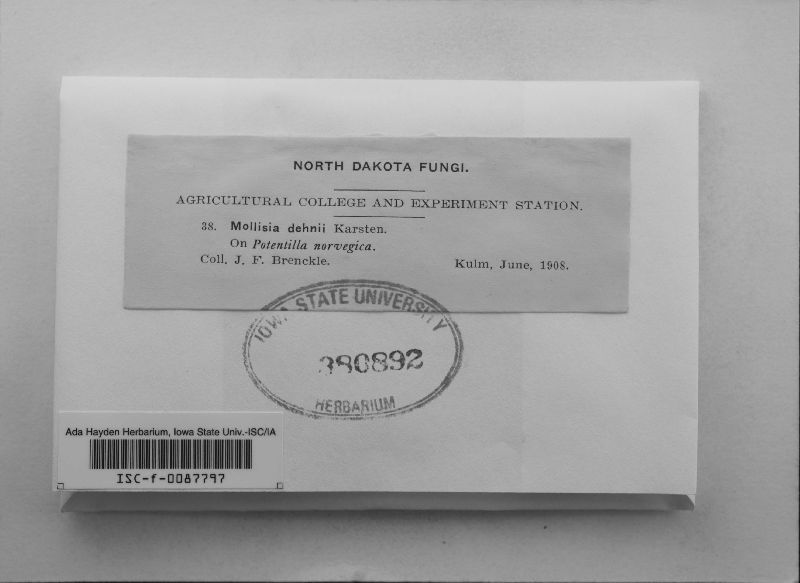 NORTH DAKOTA FUNGI.
AGRICULTURAL COLLEGE AND EXPERIMENT STATION.
38. Mollisia dehnii Karsten.
On Potentilla norvegica.
Coll. J. F. Brenckle. Kulm, June, 1908.
IOWA STATE UNIVERSITY
380892
HERBARIUM
Ada Hayden Herbarium, Iowa State Univ.-ISC/IA
ISC-f-0087797